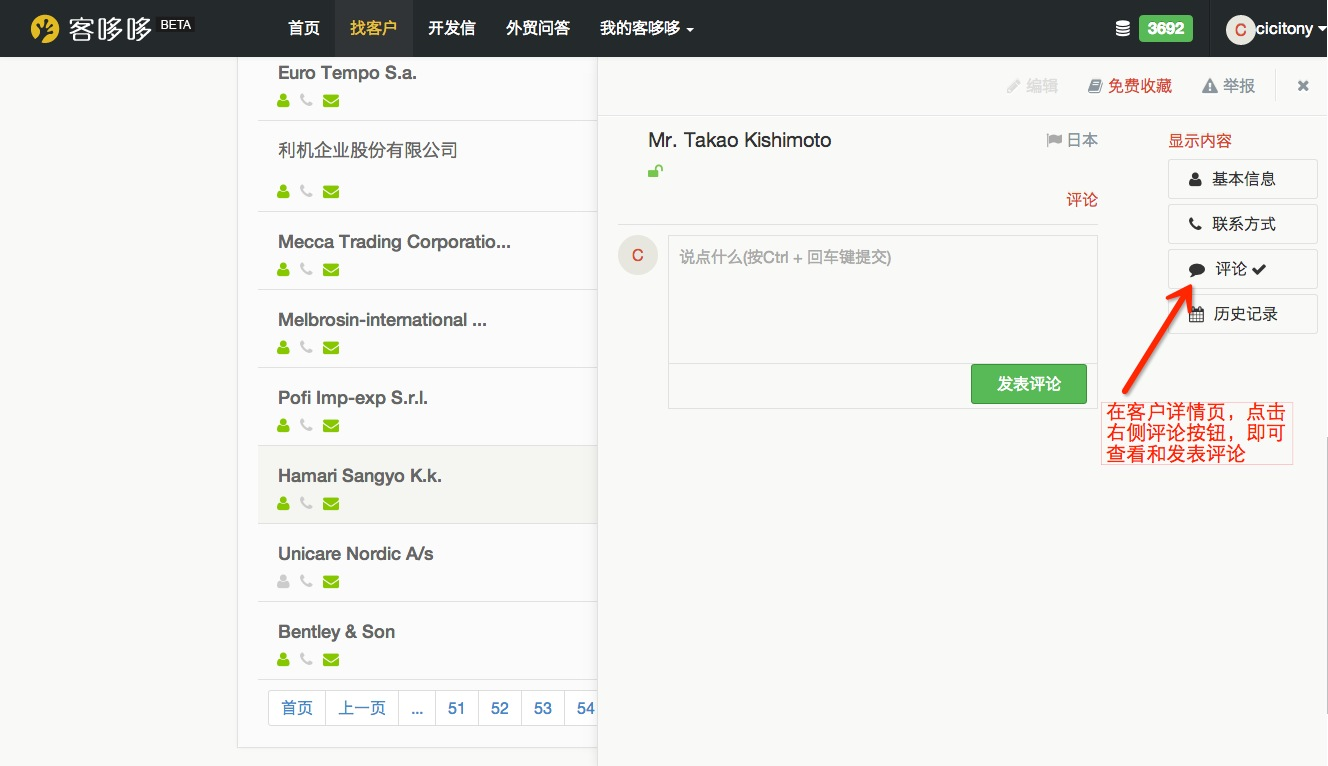 客哆哆 BETA 首页 找客户 开发信 外贸问答 我的客哆哆 3692 C cicitony
Euro Tempo S.a.
利机企业股份有限公司
Mecca Trading Corporatio...
Melbrosin-international ...
Pofi Imp-exp S.r.l.
Hamari Sangyo K.k.
Unicare Nordic A/s
Bentley & Son
首页 上一页 ... 51 52 53 54
编辑 免费收藏 举报
Mr. Takao Kishimoto 日本
评论
C 说点什么(按Ctrl + 回车键提交)
发表评论
显示内容
基本信息
联系方式
评论
历史记录
在客户详情页，点击
右侧评论按钮，即可
查看和发表评论